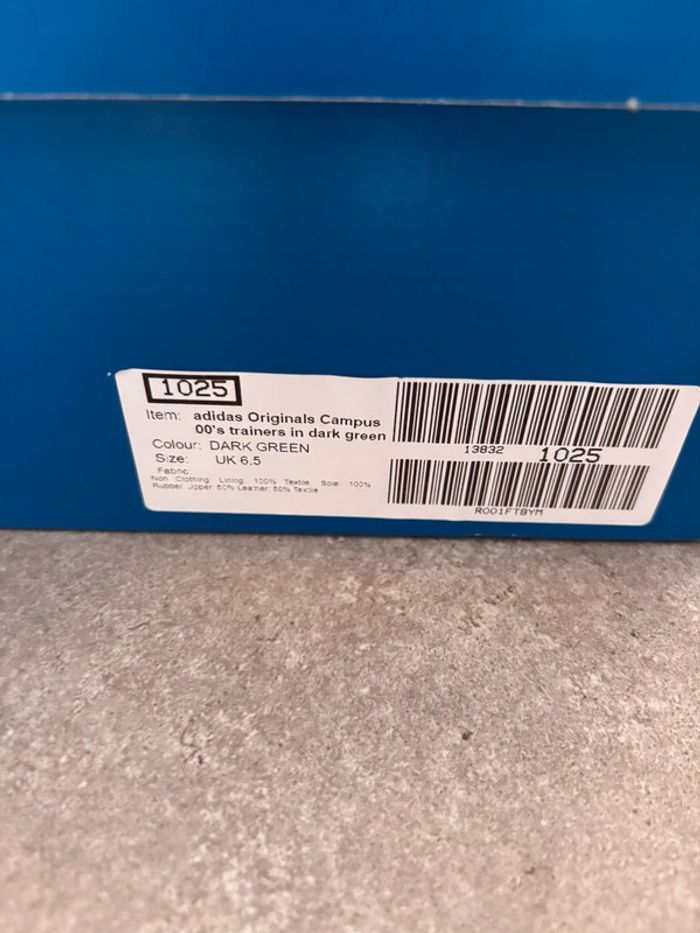 1025
Item: adidas Originals Campus
00's trainers in dark green
Colour: DARK GREEN
Size: UK 6.5
Fabric:
Non Clothing Lining 100% Textile Sole 100%
Rubber, Upper 50% Leather, 50% Textile
13832 1025
R001FTBYM